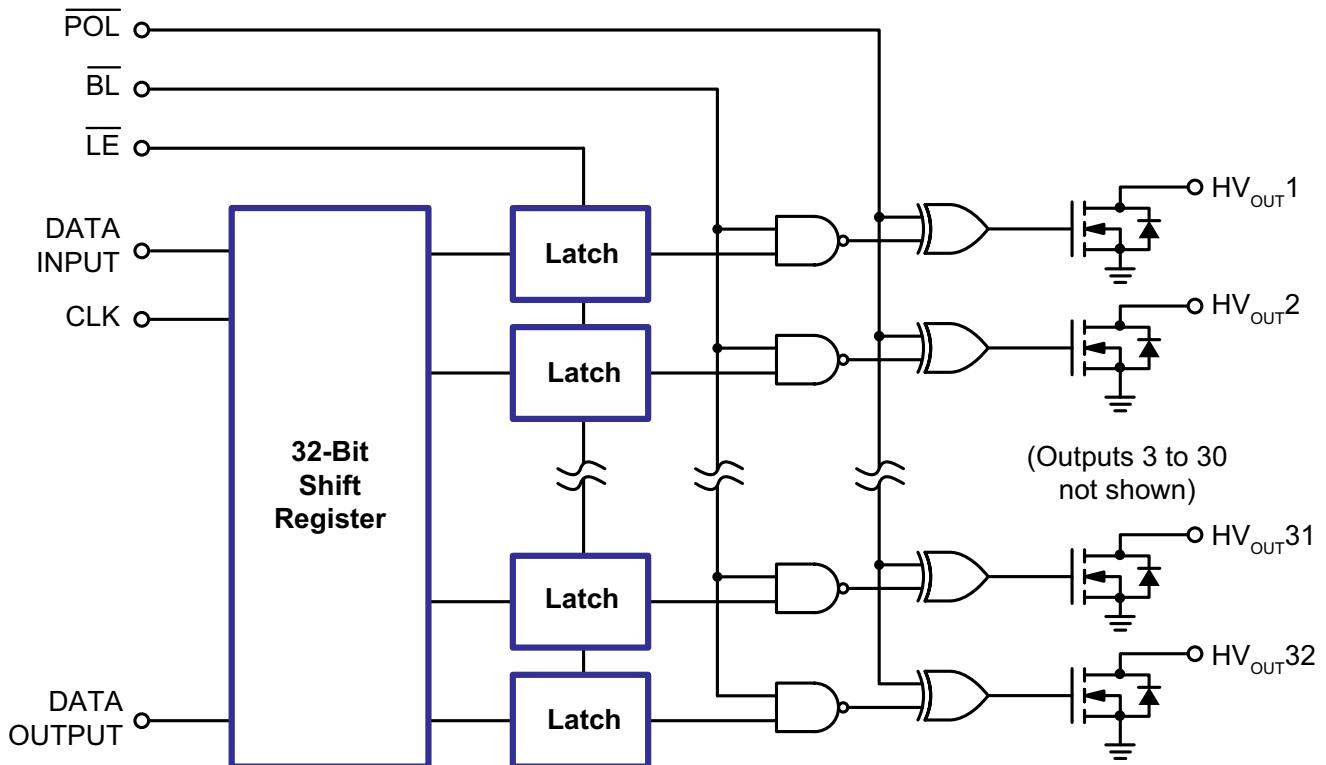 POL
BL
LE
DATA
INPUT
CLK
32-Bit
Shift
Register
DATA
OUTPUT
Latch
Latch
Latch
Latch
HVOUT1
HVOUT2
(Outputs 3 to 30
not shown)
HVOUT31
HVOUT32